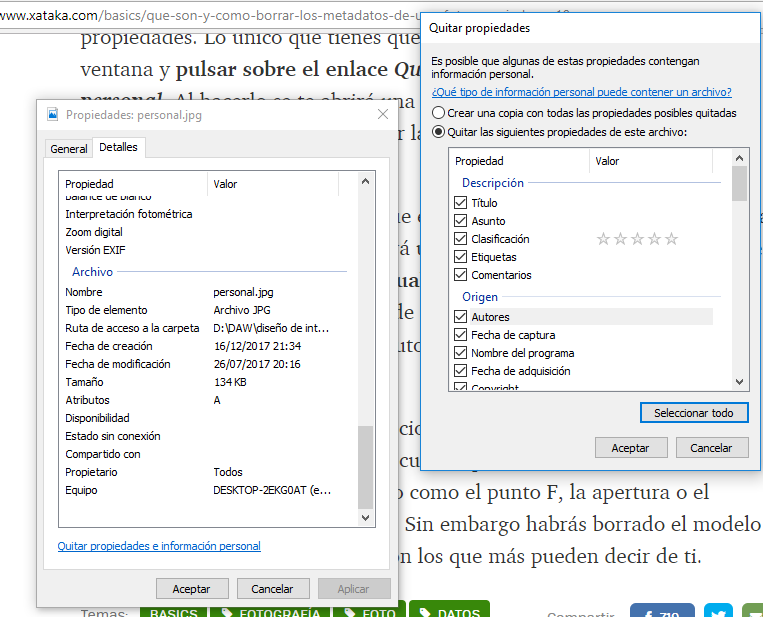 www.xataka.com/basics/que-son-y-como-borrar-los-metadatos-de-u
propiedades. Lo único que tienes que
ventana y pulsar sobre el enlace Qu
personal. Al hacerlo se te abrirá una
Propiedades: personal.jpg
General
Detalles
Propiedad Valor
Balance de blanco
Interpretación fotométrica
Zoom digital
Versión EXIF
Archivo
Nombre personal.jpg
Tipo de elemento Archivo JPG
Ruta de acceso a la carpeta D:\DAW\diseño de int...
Fecha de creación 16/12/2017 21:34
Fecha de modificación 26/07/2017 20:16
Tamaño 134 KB
Atributos A
Disponibilidad
Estado sin conexión
Compartido con
Propietario Todos
Equipo DESKTOP-2EKG0AT (e...
Quitar propiedades e información personal
Aceptar Cancelar Aplicar
Quitar propiedades
Es posible que algunas de estas propiedades contengan
información personal.
¿Qué tipo de información personal puede contener un archivo?
Crear una copia con todas las propiedades posibles quitadas
Quitar las siguientes propiedades de este archivo:
Propiedad Valor
Descripción
Título
Asunto
Clasificación
Etiquetas
Comentarios
Origen
Autores
Fecha de captura
Nombre del programa
Fecha de adquisición
Copyright
Seleccionar todo
Aceptar Cancelar
o como el punto F, la apertura o el
Sin embargo habrás borrado el modelo
n los que más pueden decir de ti.
Temas: BASICS FOTOGRAFÍA FOTO DATOS Compartir 719